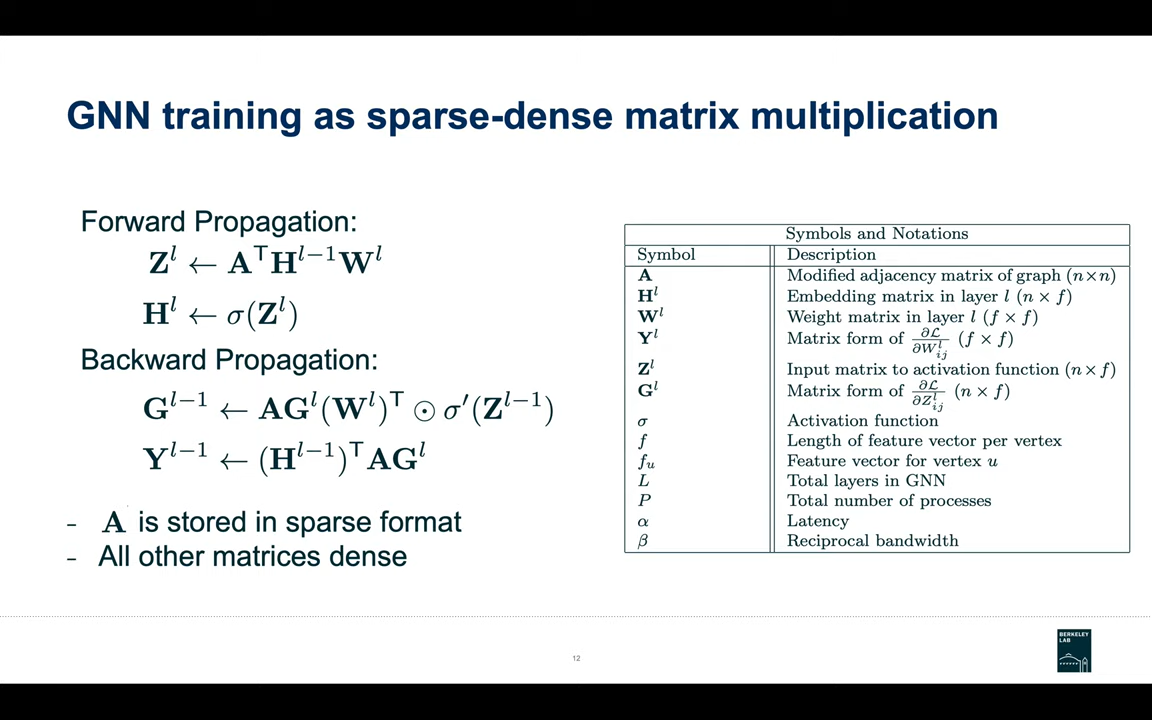 GNN training as sparse-dense matrix multiplication
Forward Propagation:
Z^l ← A^T H^{l−1} W^l
H^l ← σ(Z^l)
Backward Propagation:
G^{l−1} ← AG^l(W^l)^T ⊙ σ′(Z^{l−1})
Y^{l−1} ← (H^{l−1})^T AG^l
- A is stored in sparse format
- All other matrices dense
Symbols and Notations
Symbol Description
A Modified adjacency matrix of graph (n×n)
H^l Embedding matrix in layer l (n × f)
W^l Weight matrix in layer l (f × f)
Y^l Matrix form of ∂ℒ/∂W^l_{ij} (f × f)
Z^l Input matrix to activation function (n×f)
G^l Matrix form of ∂ℒ/∂Z^l_{ij} (n × f)
σ Activation function
f Length of feature vector per vertex
f_u Feature vector for vertex u
L Total layers in GNN
P Total number of processes
α Latency
β Reciprocal bandwidth
12
BERKELEY
LAB